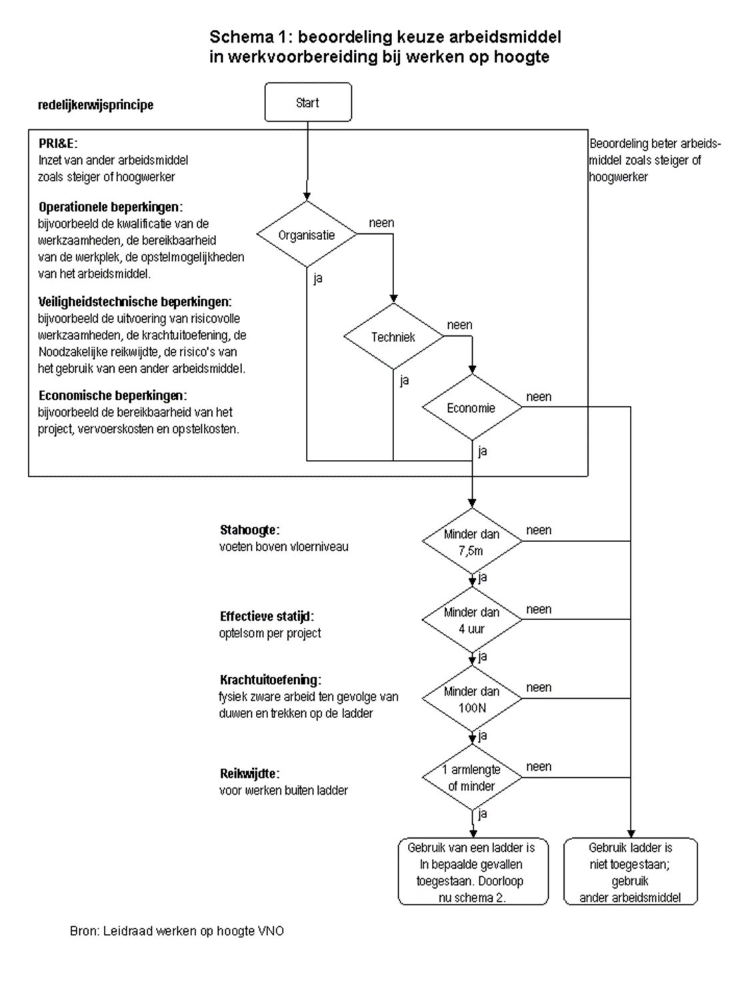 Schema 1: beoordeling keuze arbeidsmiddel
in werkvoorbereiding bij werken op hoogte
redelijkerwijsprincipe
Start
PRI&E:
Inzet van ander arbeidsmiddel
zoals steiger of hoogwerker
Beoordeling beter arbeids-
middel zoals steiger of
hoogwerker
Operationele beperkingen:
bijvoorbeeld de kwalificatie van de
werkzaamheden, de bereikbaarheid
van de werkplek, de opstelmogelijkheden
van het arbeidsmiddel.
Organisatie
neen
ja
Veiligheidstechnische beperkingen:
bijvoorbeeld de uitvoering van risicovolle
werkzaamheden, de krachtuitoefening, de
Noodzakelijke reikwijdte, de risico's van
het gebruik van een ander arbeidsmiddel.
Techniek
neen
ja
Economische beperkingen:
bijvoorbeeld de bereikbaarheid van het
project, vervoerskosten en opstelkosten.
Economie
neen
ja
Stahoogte:
voeten boven vloerniveau
Minder dan
7,5m
neen
ja
Effectieve statijd:
optelsom per project
Minder dan
4 uur
neen
ja
Krachtuitoefening:
fysiek zware arbeid ten gevolge van
duwen en trekken op de ladder
Minder dan
100N
neen
ja
Reikwijdte:
voor werken buiten ladder
1 armlengte
of minder
neen
ja
Gebruik van een ladder is
In bepaalde gevallen
toegestaan. Doorloop
nu schema 2.
Gebruik ladder is
niet toegestaan;
gebruik
ander arbeidsmiddel
Bron: Leidraad werken op hoogte VNO